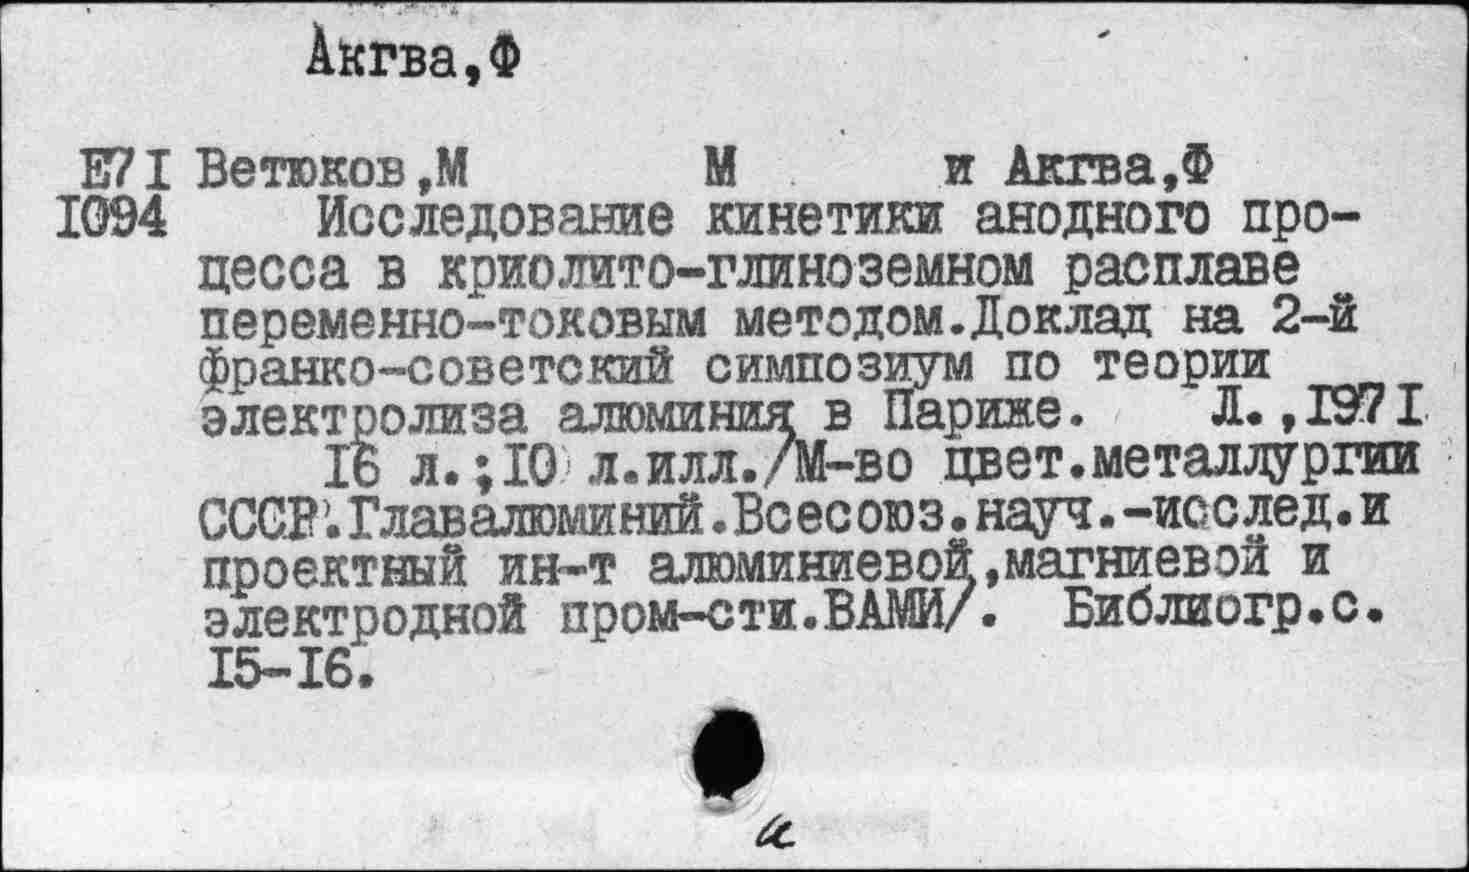 Акгва,Ф
Е71 Ветюков,М М и Акгва,Ф
1094 Исследование кинетики анодного про-
цесса в криолито-глиноземном расплаве
переменно-токовым методом.Доклад на 2-й
франко-советский симпозиум по теории
электролиза алюминия в Париже. Л.,1971
16 л.;10 л.илл./М-во цвет.металлургии
СССР.Главалюминий.Всесоюз.науч.-исслед.и
проектный ин-т алюминиевой,магниевой и
электродной пром-сти.ВАМИ/. Библиогр.с.
15-16.